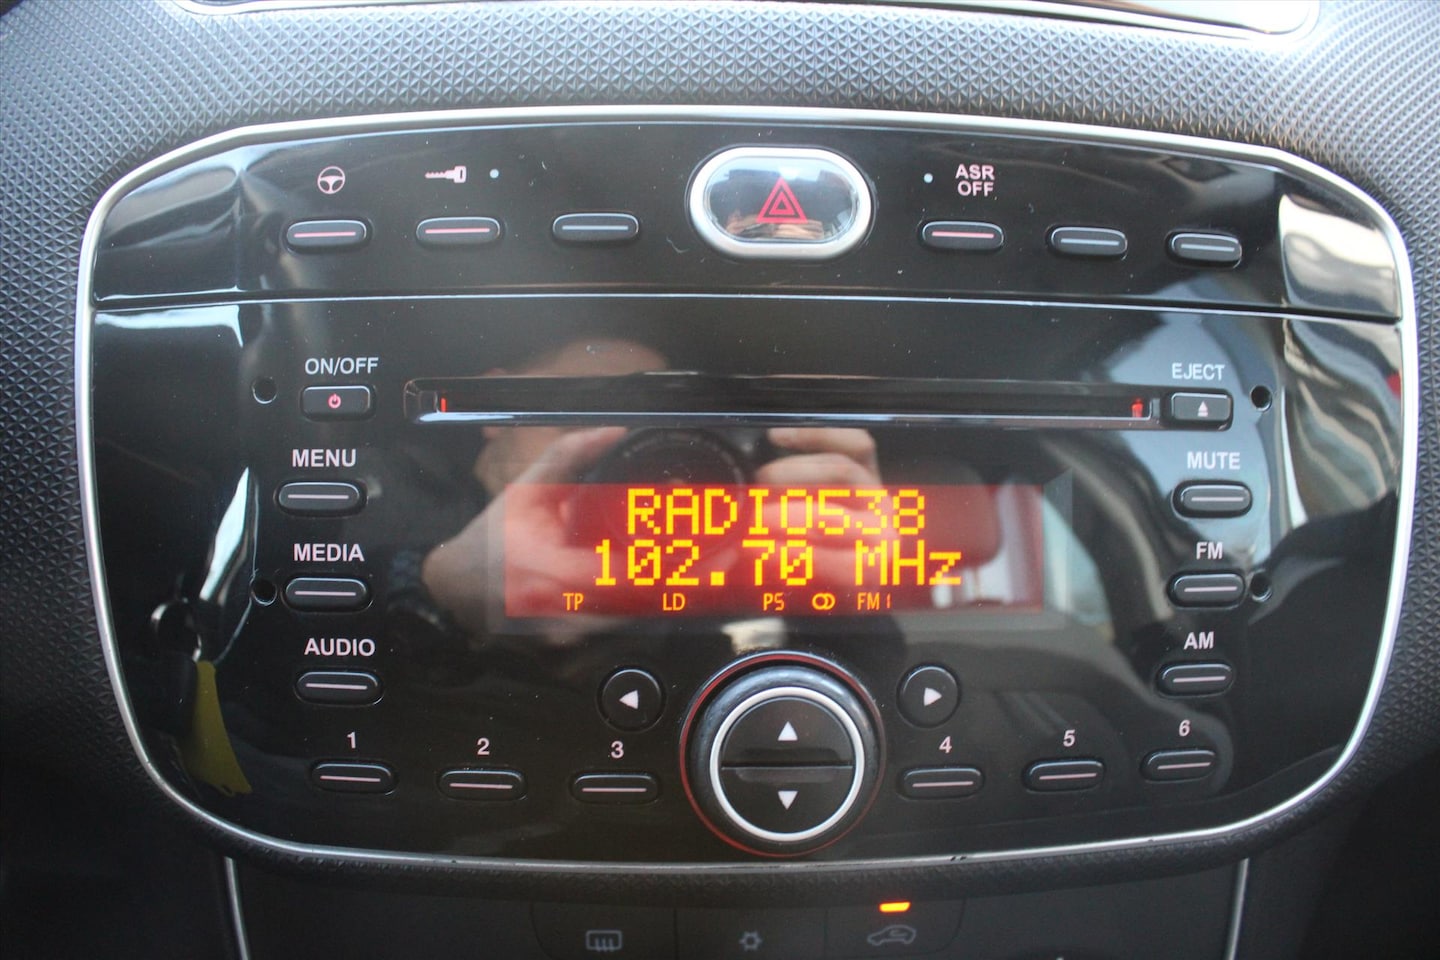 ASR
OFF
ON/OFF
EJECT
MENU
MUTE
RADIO538
102.70 MHz
MEDIA
FM
TP LD PS FM1
AUDIO
AM
1 2 3 4 5 6